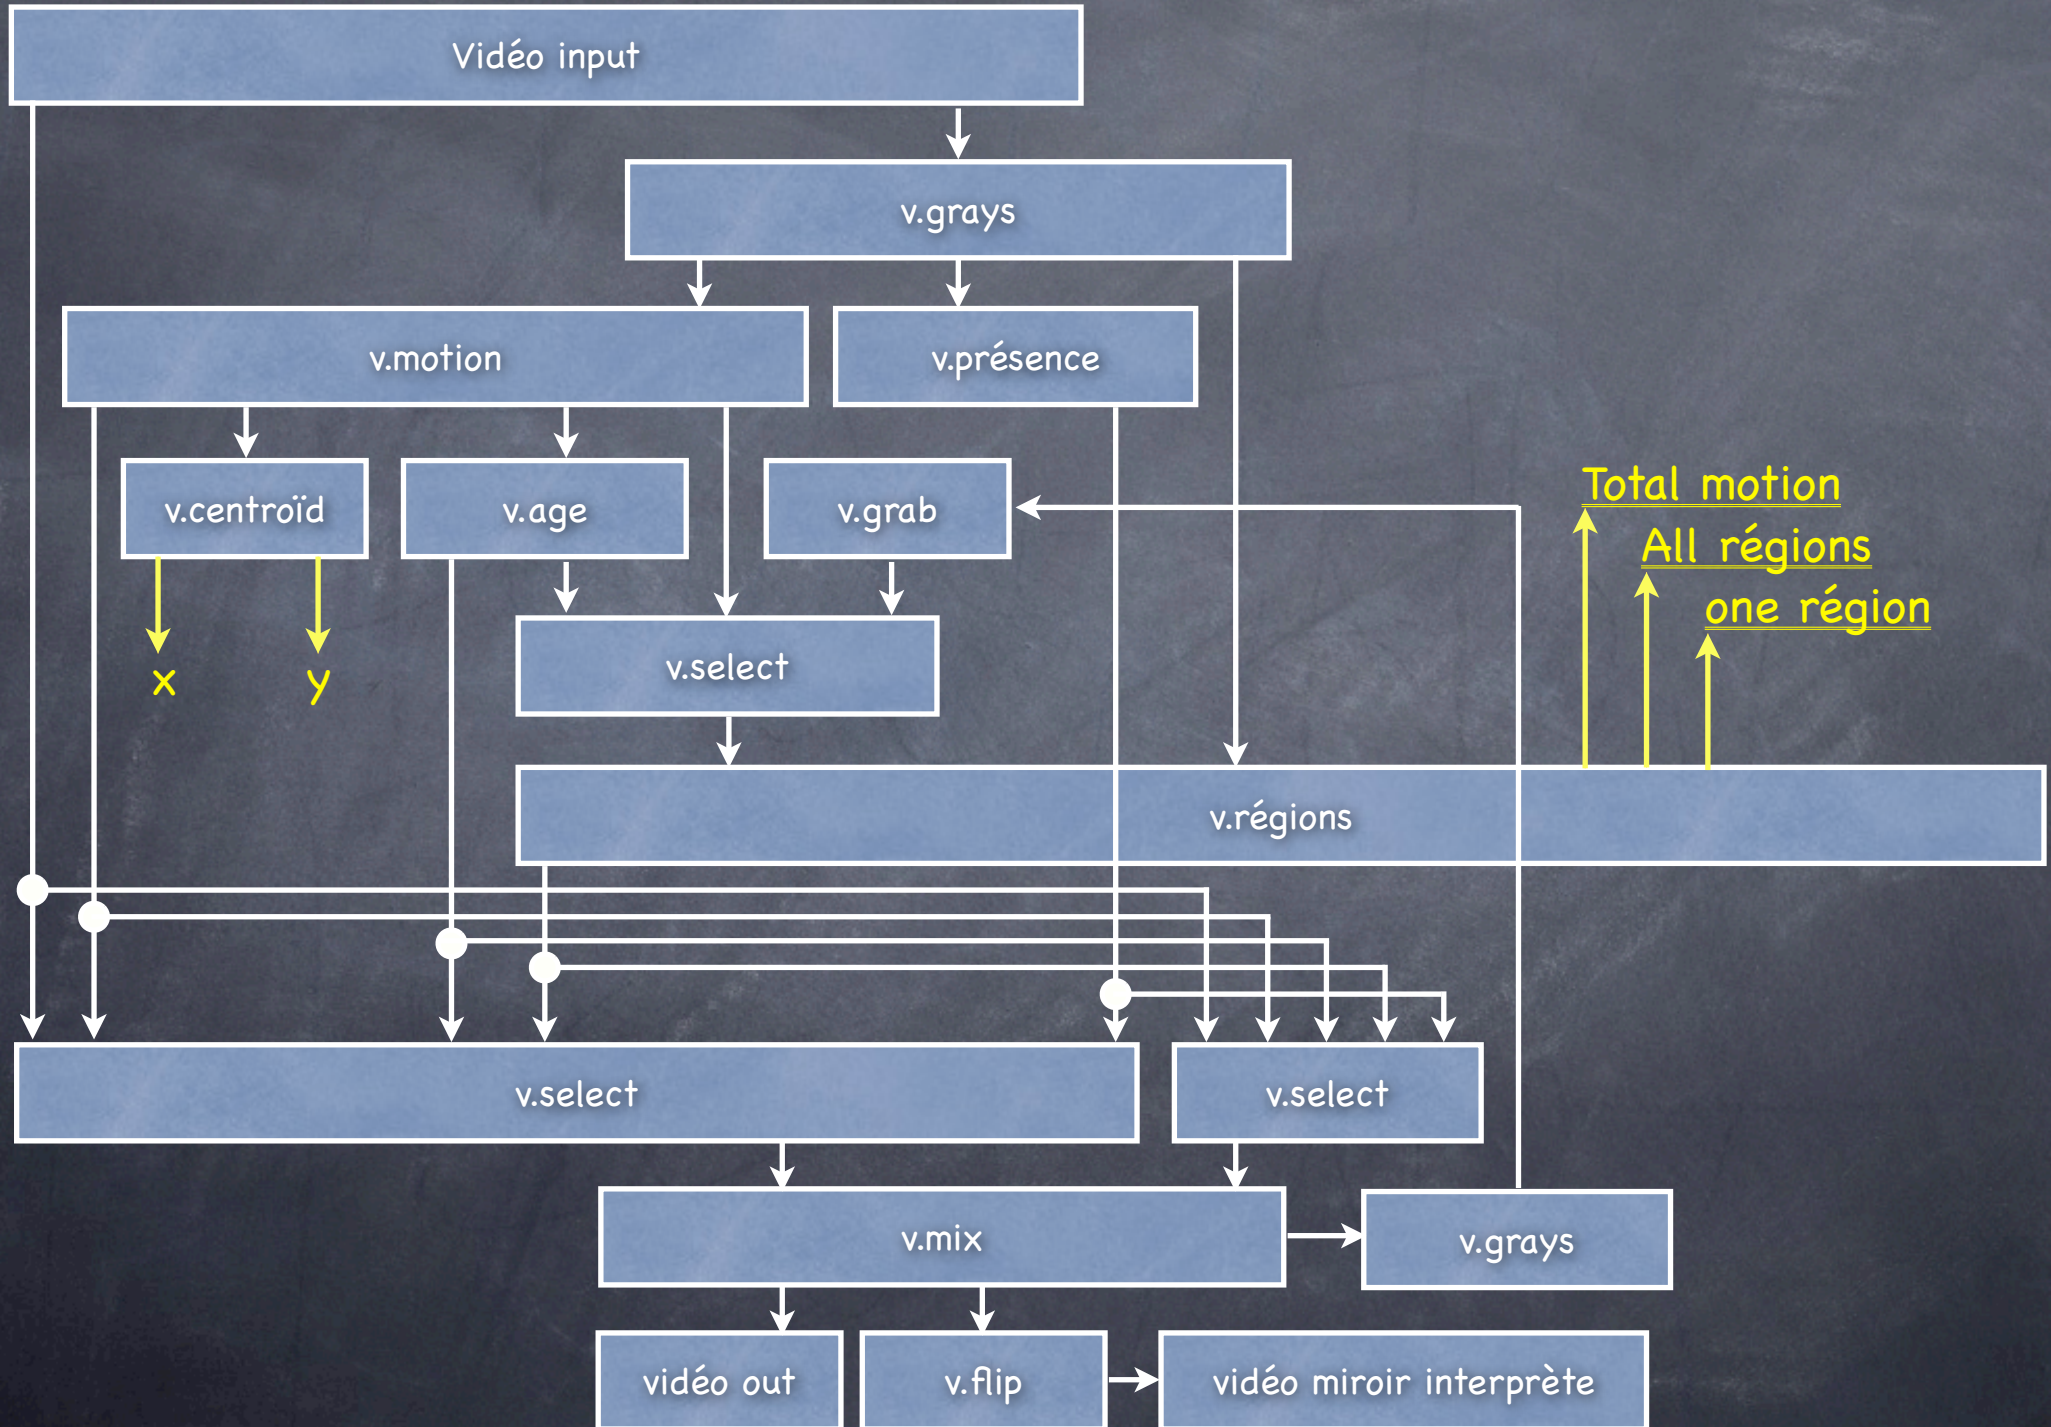 Vidéo input
v.grays
v.motion
v.présence
v.centroïd
v.age
v.grab
Total motion
All régions
one région
x
y
v.select
v.régions
v.select
v.select
v.mix
v.grays
vidéo out
v.flip
vidéo miroir interprète